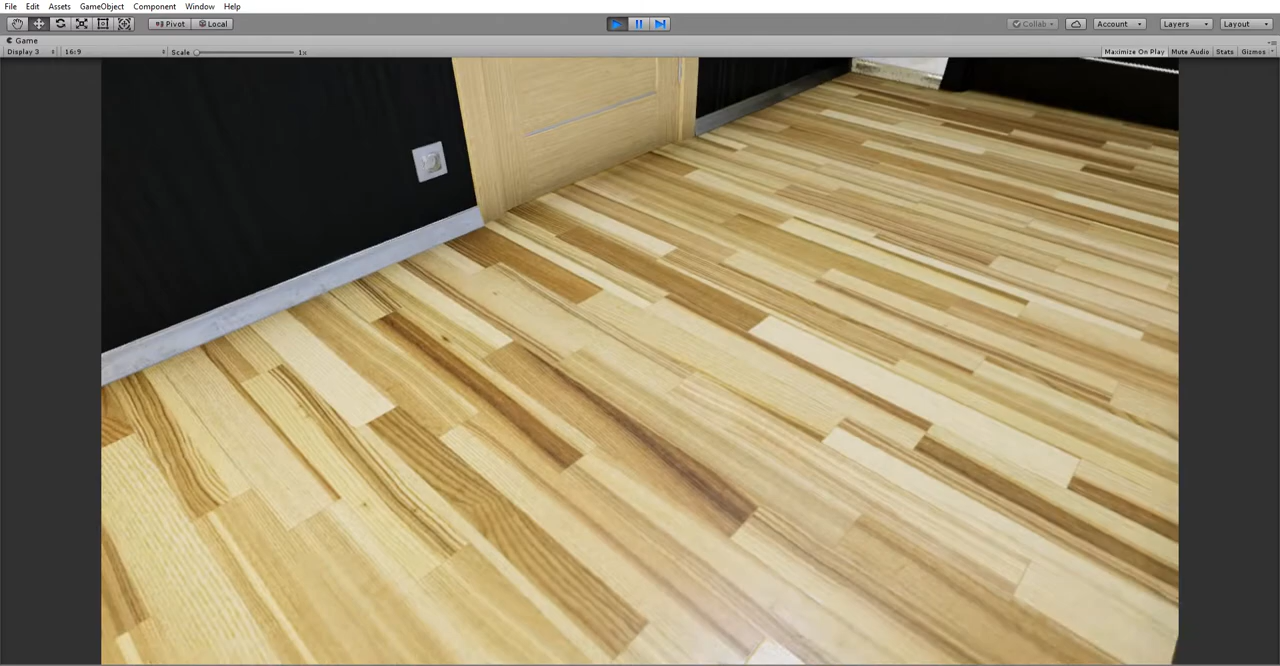 File Edit Assets GameObject Component Window Help
Pivot Local Collab Account Layers Layout
Game
Display 3 16:9 Scale 1x Maximize On Play Mute Audio Stats Gizmos